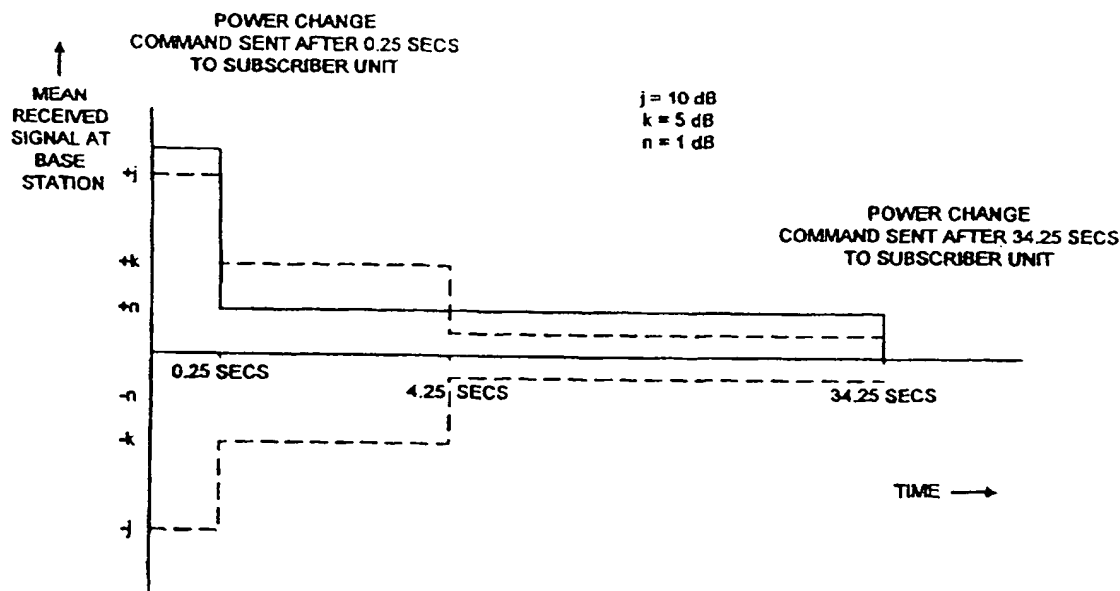 POWER CHANGE
COMMAND SENT AFTER 0.25 SECS
TO SUBSCRIBER UNIT
MEAN
RECEIVED
SIGNAL AT
BASE
STATION
j = 10 dB
k = 5 dB
n = 1 dB
+j
POWER CHANGE
COMMAND SENT AFTER 34.25 SECS
TO SUBSCRIBER UNIT
+k
+n
0.25 SECS
4.25 SECS
34.25 SECS
-n
-k
TIME
-j